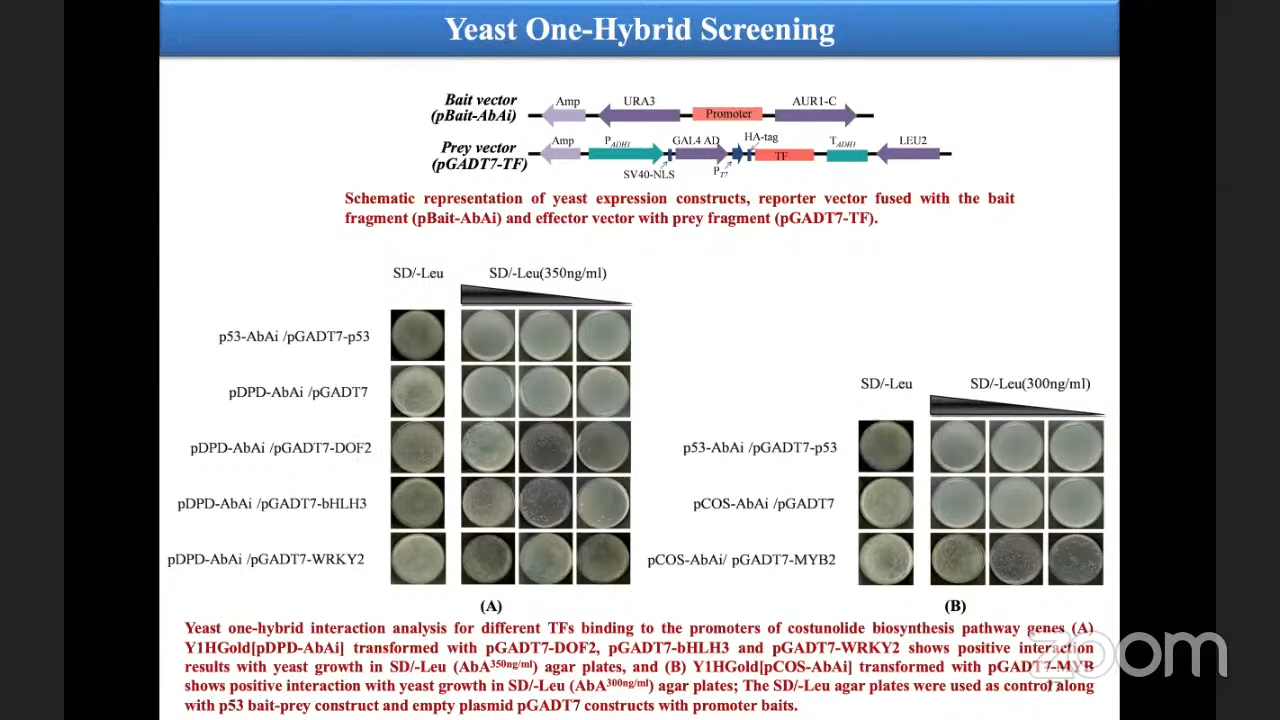 Yeast One-Hybrid Screening
Bait vector
(pBait-AbAi)
Amp
URA3
Promoter
AUR1-C
Prey vector
(pGADT7-TF)
Amp
PADH1
GAL4 AD
HA-tag
TF
TADH1
LEU2
SV40-NLS
PT7
Schematic representation of yeast expression constructs, reporter vector fused with the bait
fragment (pBait-AbAi) and effector vector with prey fragment (pGADT7-TF).
SD/-Leu
SD/-Leu(350ng/ml)
p53-AbAi /pGADT7-p53
pDPD-AbAi /pGADT7
pDPD-AbAi /pGADT7-DOF2
pDPD-AbAi /pGADT7-bHLH3
pDPD-AbAi /pGADT7-WRKY2
(A)
SD/-Leu
SD/-Leu(300ng/ml)
p53-AbAi /pGADT7-p53
pCOS-AbAi /pGADT7
pCOS-AbAi/ pGADT7-MYB2
(B)
Yeast one-hybrid interaction analysis for different TFs binding to the promoters of costunolide biosynthesis pathway genes (A)
Y1HGold[pDPD-AbAi] transformed with pGADT7-DOF2, pGADT7-bHLH3 and pGADT7-WRKY2 shows positive interaction
results with yeast growth in SD/-Leu (AbA350ng/ml) agar plates, and (B) Y1HGold[pCOS-AbAi] transformed with pGADT7-MYB
shows positive interaction with yeast growth in SD/-Leu (AbA300ng/ml) agar plates; The SD/-Leu agar plates were used as control along
with p53 bait-prey construct and empty plasmid pGADT7 constructs with promoter baits.
zoom